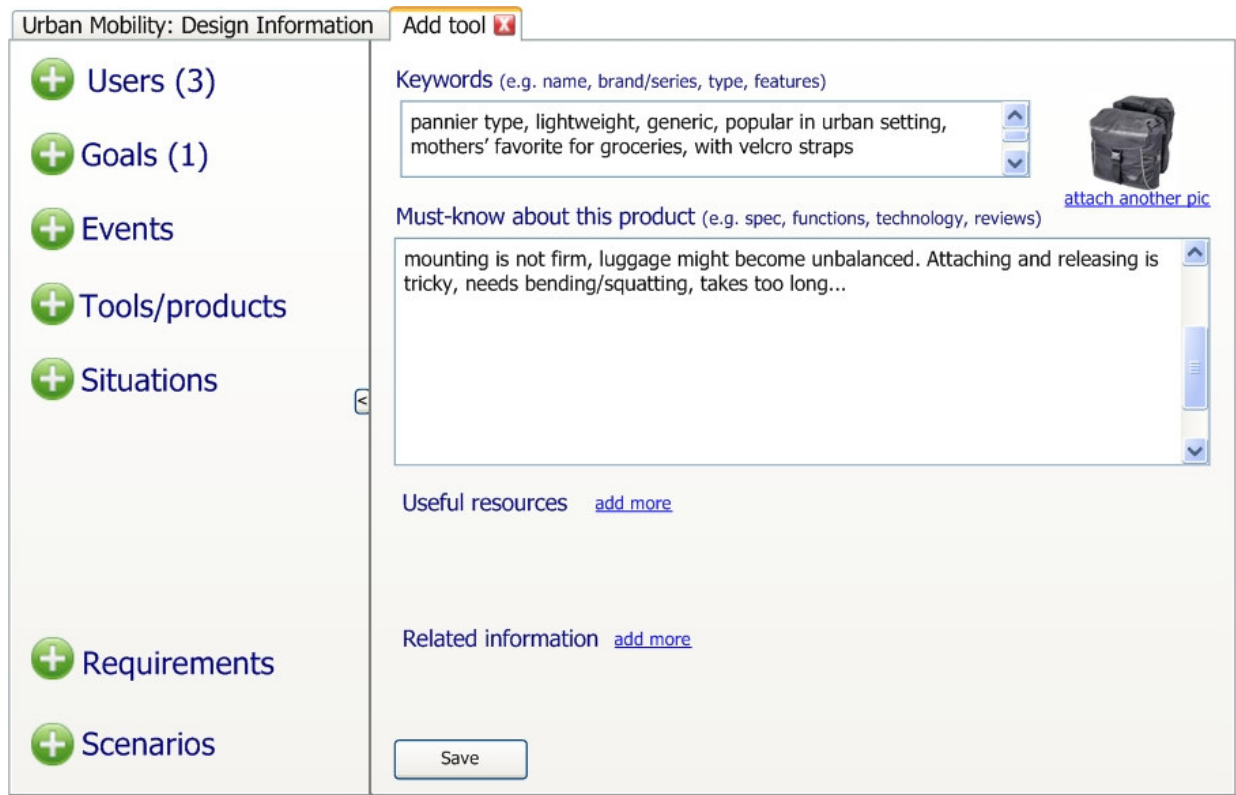 Urban Mobility: Design Information
Add tool
Users (3)
Goals (1)
Events
Tools/products
Situations
<
Requirements
Scenarios
Keywords (e.g. name, brand/series, type, features)
pannier type, lightweight, generic, popular in urban setting,
mothers' favorite for groceries, with velcro straps
attach another pic
Must-know about this product (e.g. spec, functions, technology, reviews)
mounting is not firm, luggage might become unbalanced. Attaching and releasing is
tricky, needs bending/squatting, takes too long...
Useful resources add more
Related information add more
Save